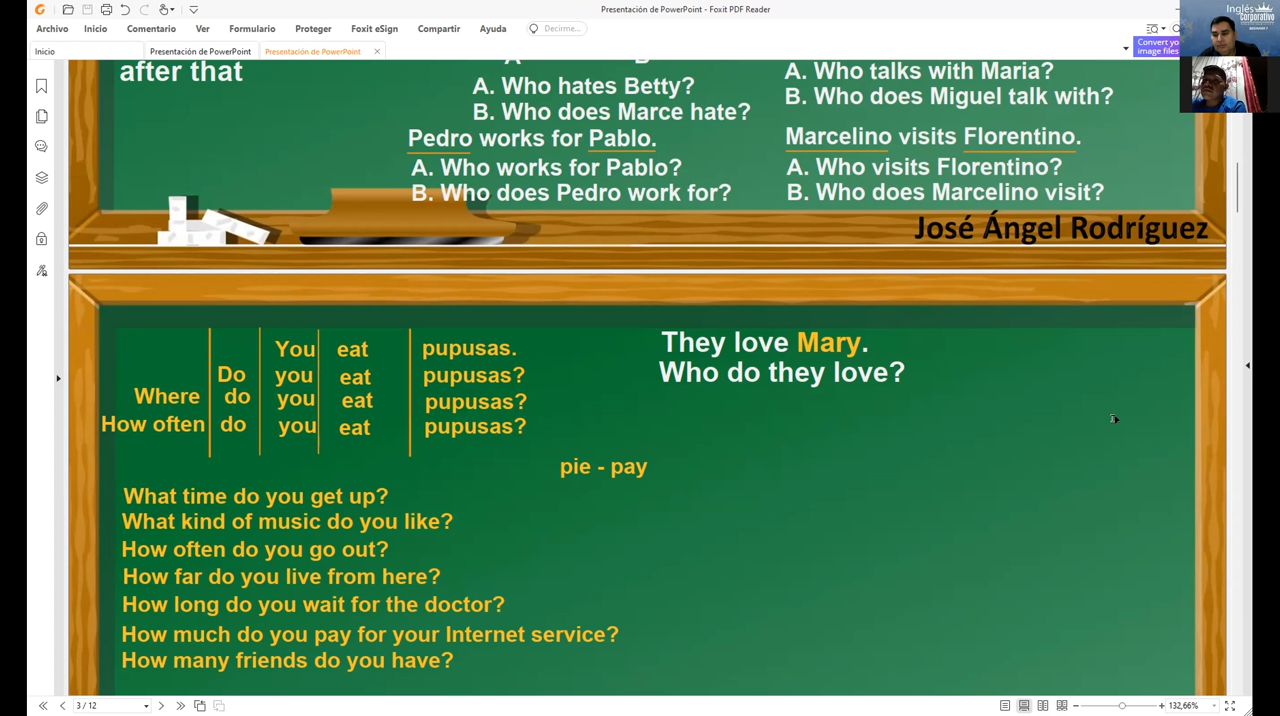 Presentación de PowerPoint - Foxit PDF Reader
Inglés
Corporativo
Archivo Inicio Comentario Ver Formulario Proteger Foxit eSign Compartir Ayuda Decirme...
Inicio Presentación de PowerPoint Presentación de PowerPoint
Convert yo
image files
after that
A. Who hates Betty?
B. Who does Marce hate?
Pedro works for Pablo.
A. Who works for Pablo?
B. Who does Pedro work for?
A. Who talks with Maria?
B. Who does Miguel talk with?
Marcelino visits Florentino.
A. Who visits Florentino?
B. Who does Marcelino visit?
José Ángel Rodríguez
You eat pupusas.
Do you eat pupusas?
Where do you eat pupusas?
How often do you eat pupusas?
They love Mary.
Who do they love?
pie - pay
What time do you get up?
What kind of music do you like?
How often do you go out?
How far do you live from here?
How long do you wait for the doctor?
How much do you pay for your Internet service?
How many friends do you have?
3 / 12
132,66%